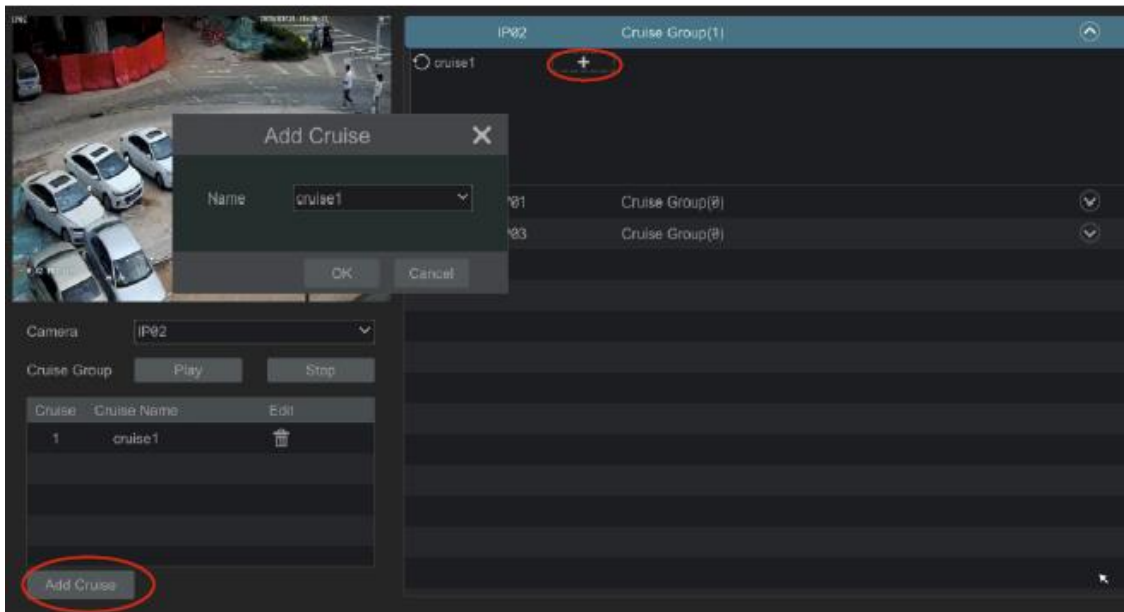 IP02 Cruise Group(1)
cruise1 +
Add Cruise
Name cruise1
OK Cancel
Cruise Group(0)
Cruise Group(0)
Camera IP02
Cruise Group Play Stop
Cruise Cruise Name Edit
1 cruise1
Add Cruise